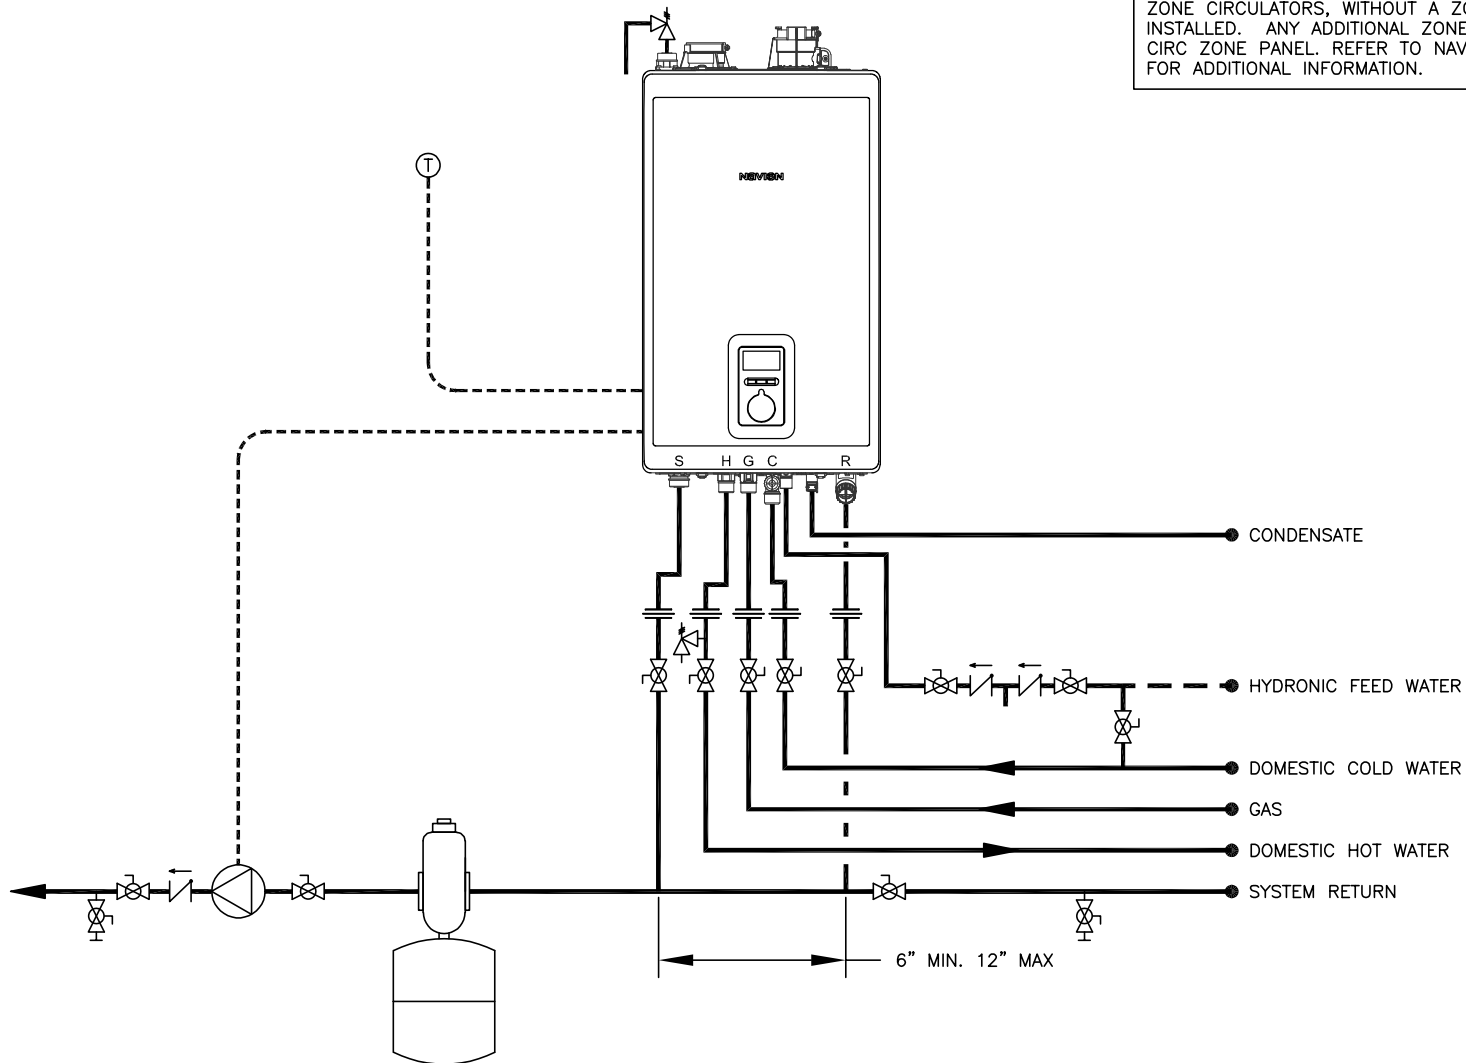 ZONE CIRCULATORS, WITHOUT A
INSTALLED. ANY ADDITIONAL
CIRC ZONE PANEL. REFER TO
FOR ADDITIONAL INFORMATION.
T
NAVIEN
S H G C R
CONDENSATE
HYDRONIC FEED WATER
DOMESTIC COLD WATER
GAS
DOMESTIC HOT WATER
SYSTEM RETURN
6" MIN. 12" MAX